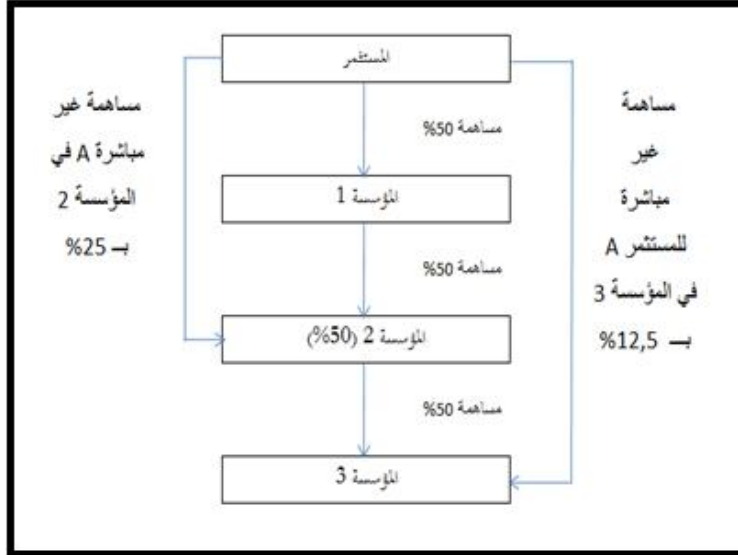 المستثمر
مساهمة 50%
المؤسسة 1
مساهمة 50%
المؤسسة 2 (50%)
مساهمة 50%
المؤسسة 3
مساهمة
غير
مباشرة
للمستثمر A
في المؤسسة 3
بـ 12,5%
مساهمة غير
مباشرة A في
المؤسسة 2
بـ 25%